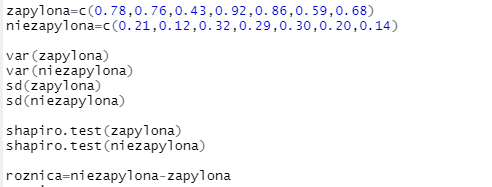 zapylona=c(0.78,0.76,0.43,0.92,0.86,0.59,0.68)
niezapylona=c(0.21,0.12,0.32,0.29,0.30,0.20,0.14)
var(zapylona)
var(niezapylona)
sd(zapylona)
sd(niezapylona)
shapiro.test(zapylona)
shapiro.test(niezapylona)
roznica=niezapylona-zapylona